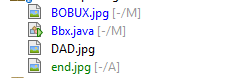 BOBUX.jpg [-/M]
Bbx.java [-/M]
DAD.jpg
end.jpg [-/A]